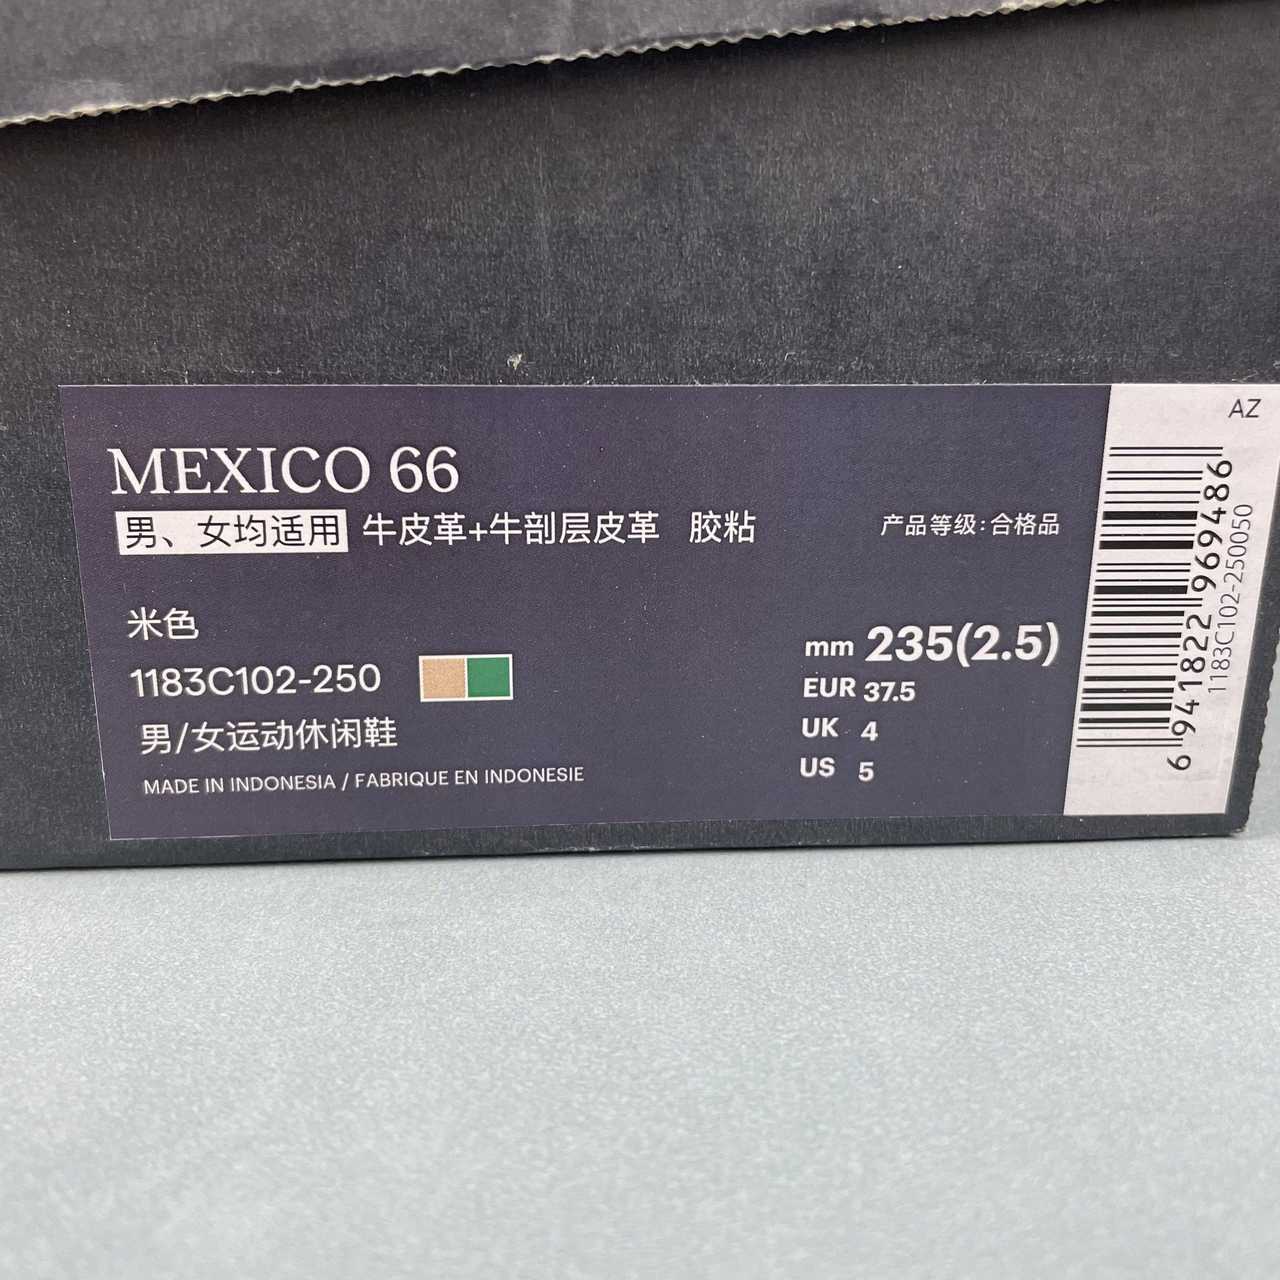 AZ
MEXICO 66
男、女均适用 牛皮革+牛剖层皮革 胶粘 产品等级:合格品
米色
1183C102-250
男/女运动休闲鞋
MADE IN INDONESIA / FABRIQUE EN INDONESIE
mm 235(2.5)
EUR 37.5
UK 4
US 5
6 941822 969486
1183C102-250050